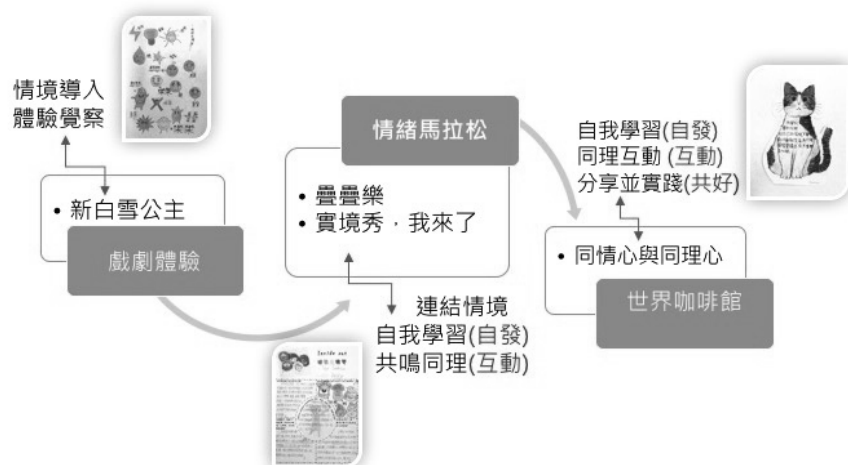 情境導入
體驗覺察
• 新白雪公主
戲劇體驗
情緒馬拉松
• 疊疊樂
• 實境秀，我來了
連結情境
自我學習(自發)
共鳴同理(互動)
Inside out
自我學習(自發)
同理互動 (互動)
分享並實踐(共好)
• 同情心與同理心
世界咖啡館